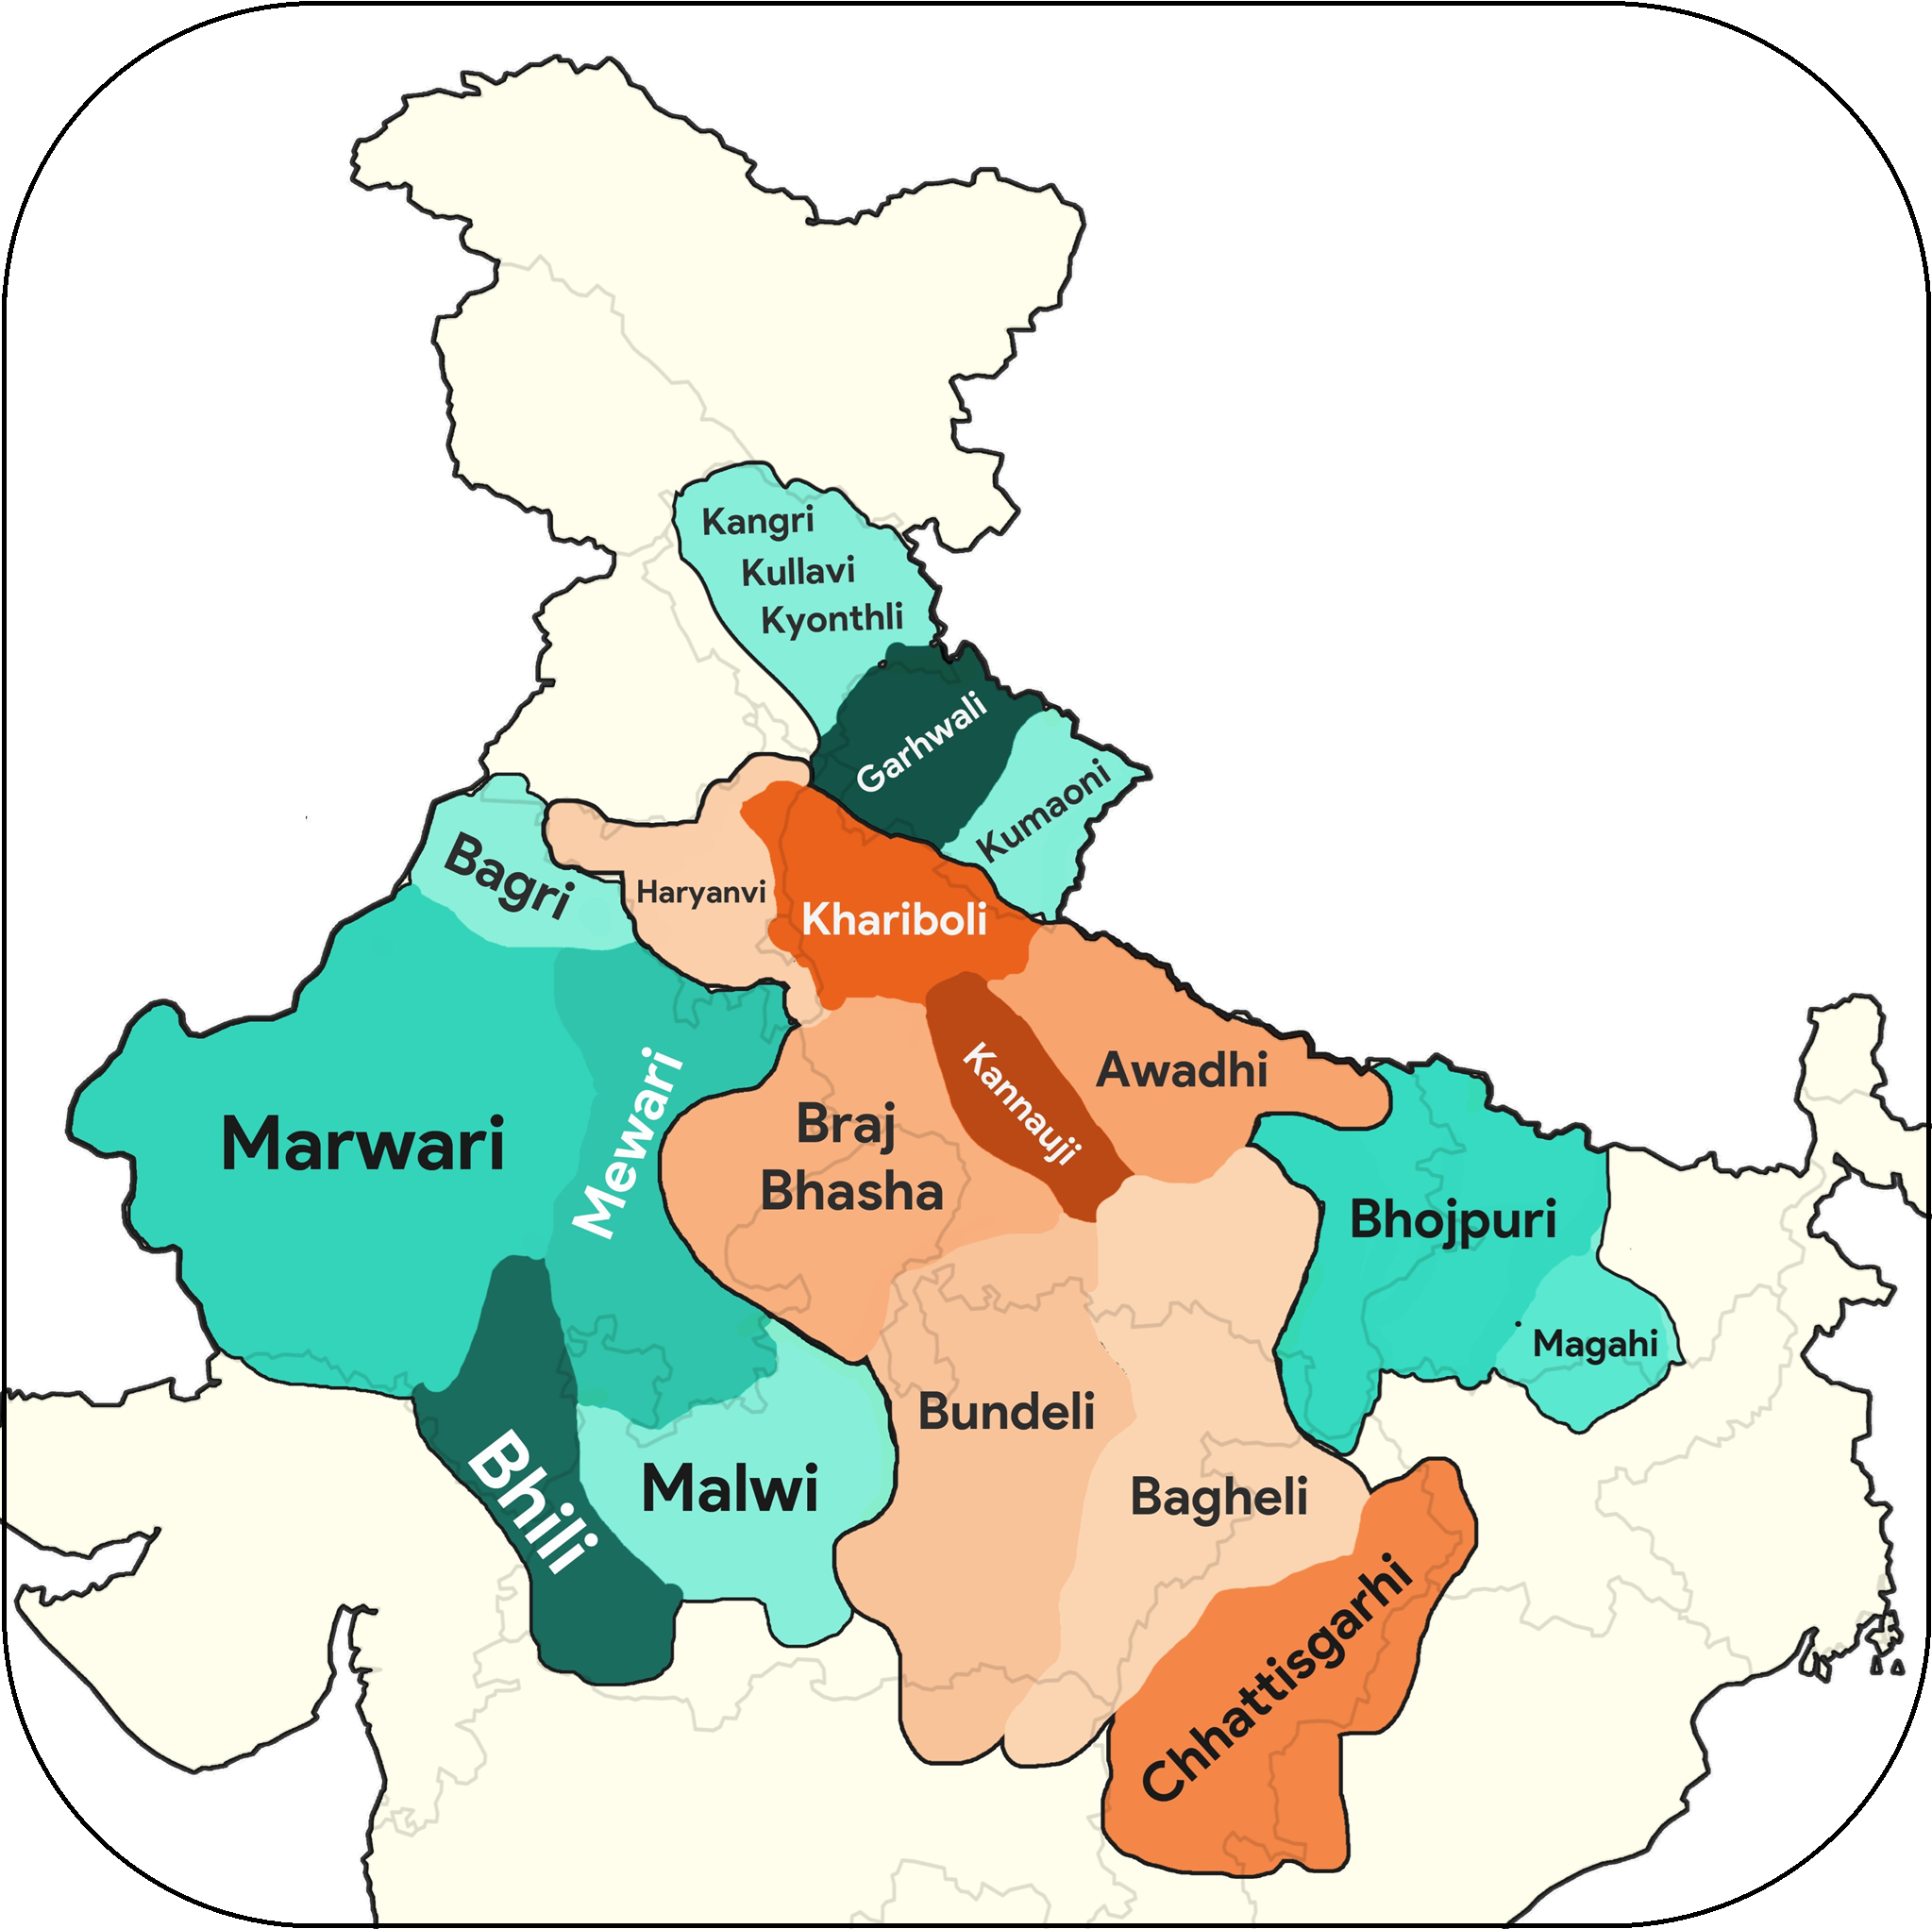 Kangri
Kullavi
Kyonthli
Garhwali
Kumaoni
Bagri
Haryanvi
Khariboli
Marwari
Mewari
Braj
Bhasha
Kannauji
Awadhi
Bhojpuri
Magahi
Bhili
Malwi
Bundeli
Bagheli
Chhattisgarhi